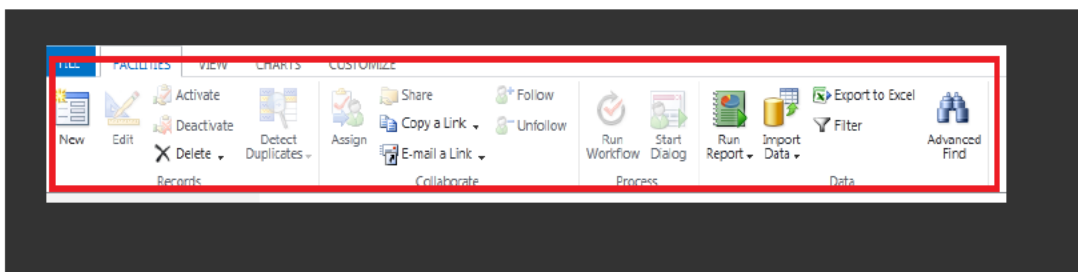 FILE FACILITIES VIEW CHARTS CUSTOMIZE
New
Edit
Activate
Deactivate
Delete
Detect
Duplicates
Records
Assign
Share
Copy a Link
E-mail a Link
Follow
Unfollow
Collaborate
Run
Workflow
Start
Dialog
Process
Run
Report
Import
Data
Export to Excel
Filter
Advanced
Find
Data